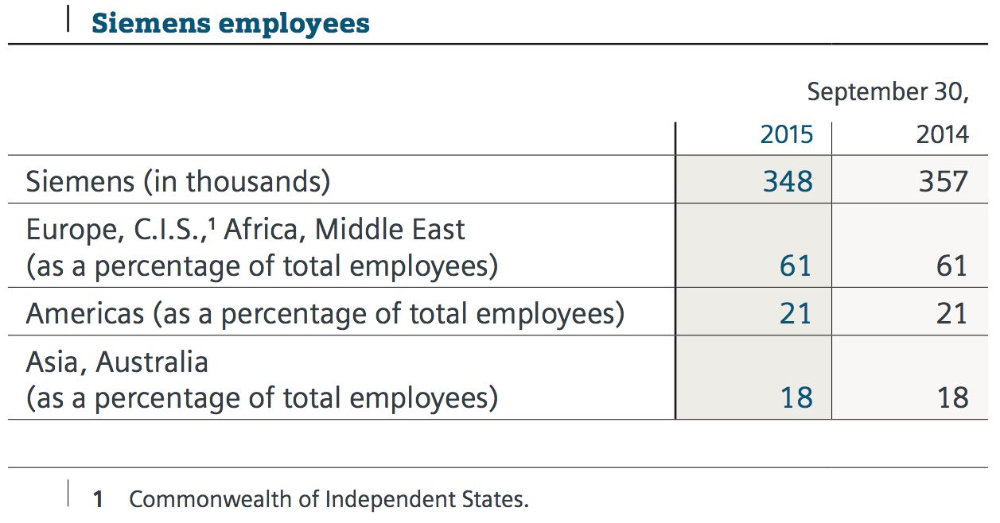 Siemens employees
September 30,
2015 2014
Siemens (in thousands) 348 357
Europe, C.I.S.,¹ Africa, Middle East
(as a percentage of total employees) 61 61
Americas (as a percentage of total employees) 21 21
Asia, Australia
(as a percentage of total employees) 18 18
1 Commonwealth of Independent States.